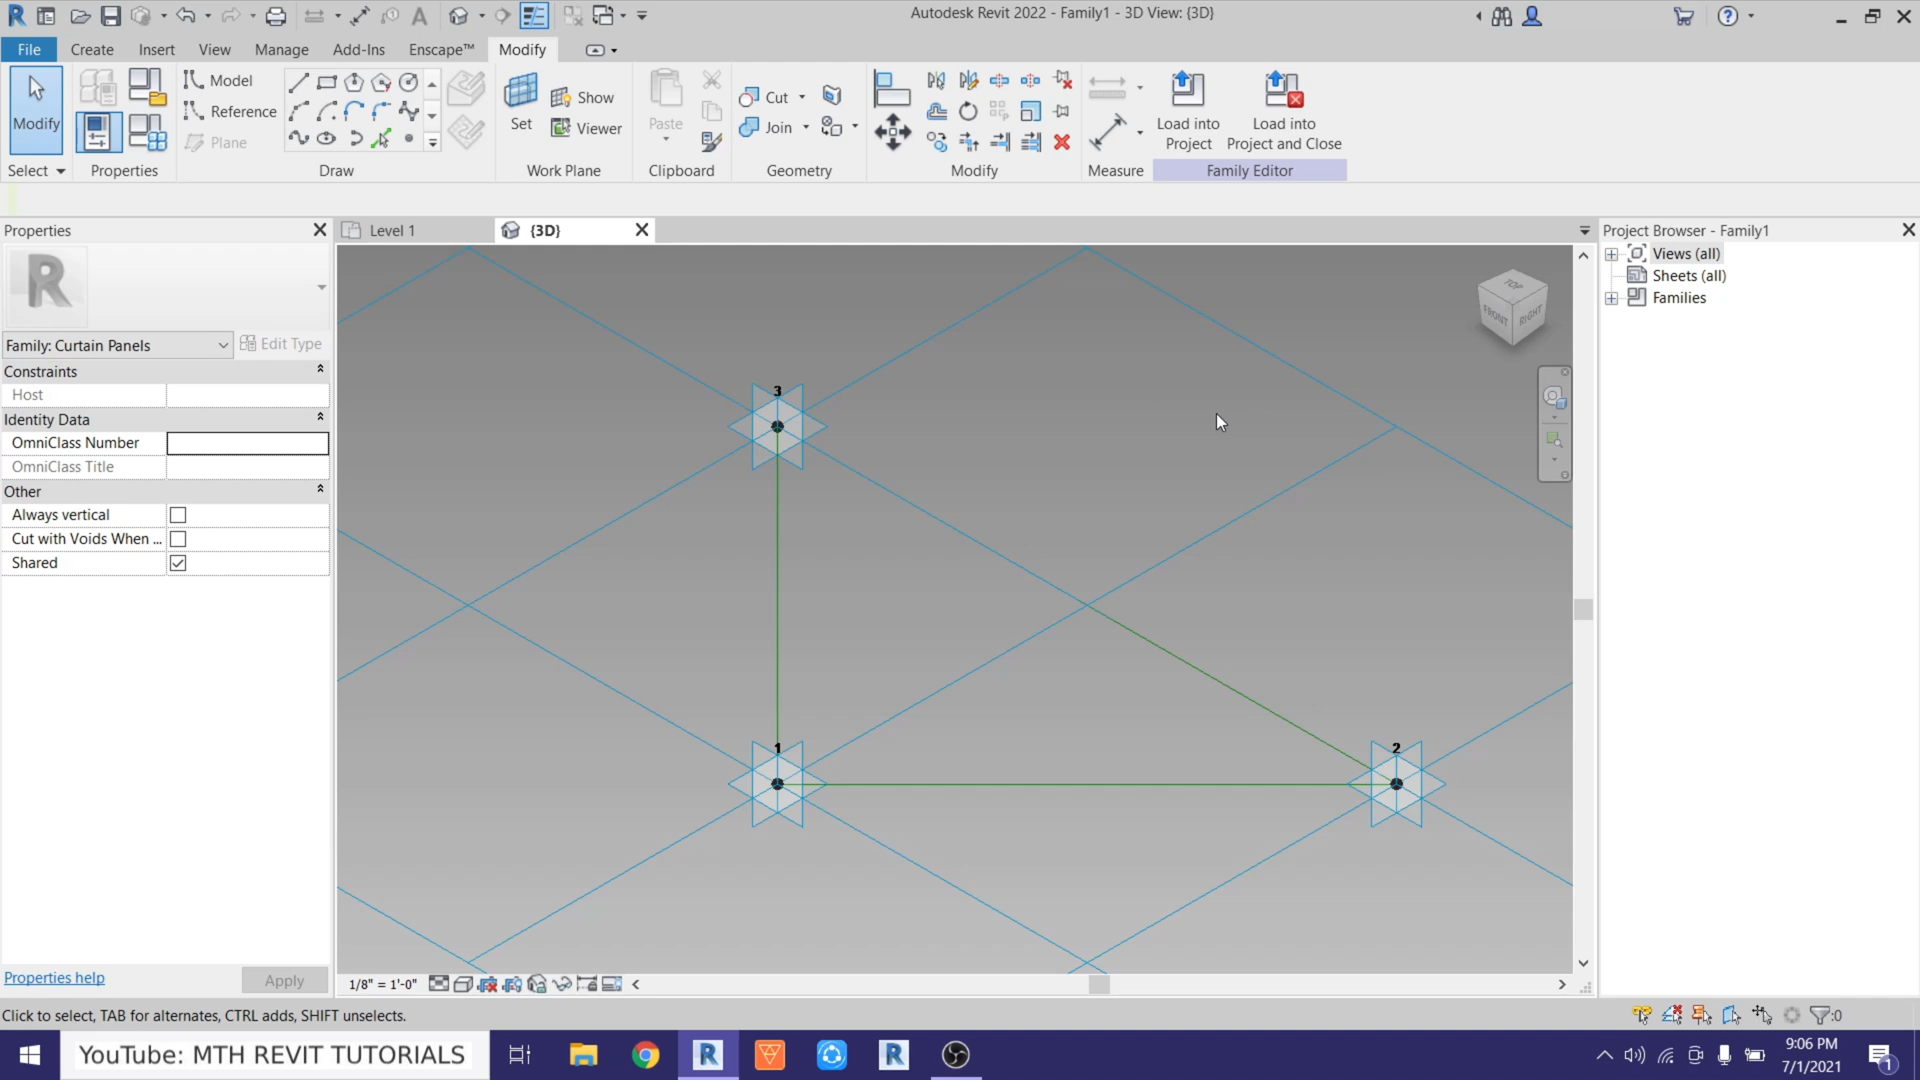 Autodesk Revit 2022 - Family1 - 3D View: {3D}
File Create Insert View Manage Add-Ins Enscape™ Modify
Modify
Model
Reference
Plane
Set
Show
Viewer
Paste
Cut
Join
Load into
Project
Load into
Project and Close
Select Properties Draw Work Plane Clipboard Geometry Modify Measure Family Editor
Properties
Level 1
{3D}
Project Browser - Family1
Views (all)
Sheets (all)
Families
Family: Curtain Panels
Edit Type
Constraints
Host
Identity Data
OmniClass Number
OmniClass Title
Other
Always vertical
Cut with Voids When ...
Shared
TOP
FRONT
RIGHT
3
1
2
Properties help
Apply
1/8" = 1'-0"
Click to select, TAB for alternates, CTRL adds, SHIFT unselects.
:0
YouTube: MTH REVIT TUTORIALS
9:06 PM
7/1/2021
1